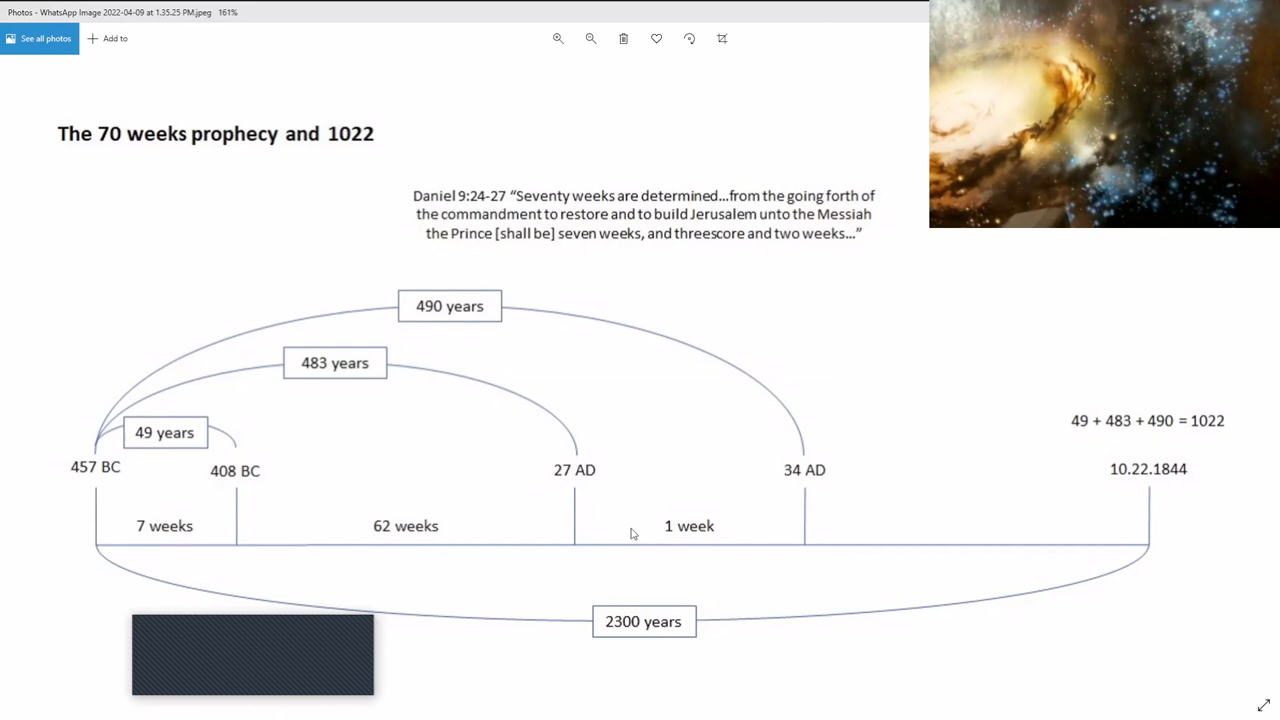 Photos - WhatsApp Image 2022-04-09 at 1.35.25 PM.jpeg 161%
See all photos
Add to
The 70 weeks prophecy and 1022
Daniel 9:24-27 “Seventy weeks are determined...from the going forth of
the commandment to restore and to build Jerusalem unto the Messiah
the Prince [shall be] seven weeks, and threescore and two weeks...”
490 years
483 years
49 years
49 + 483 + 490 = 1022
457 BC
408 BC
27 AD
34 AD
10.22.1844
7 weeks
62 weeks
1 week
2300 years